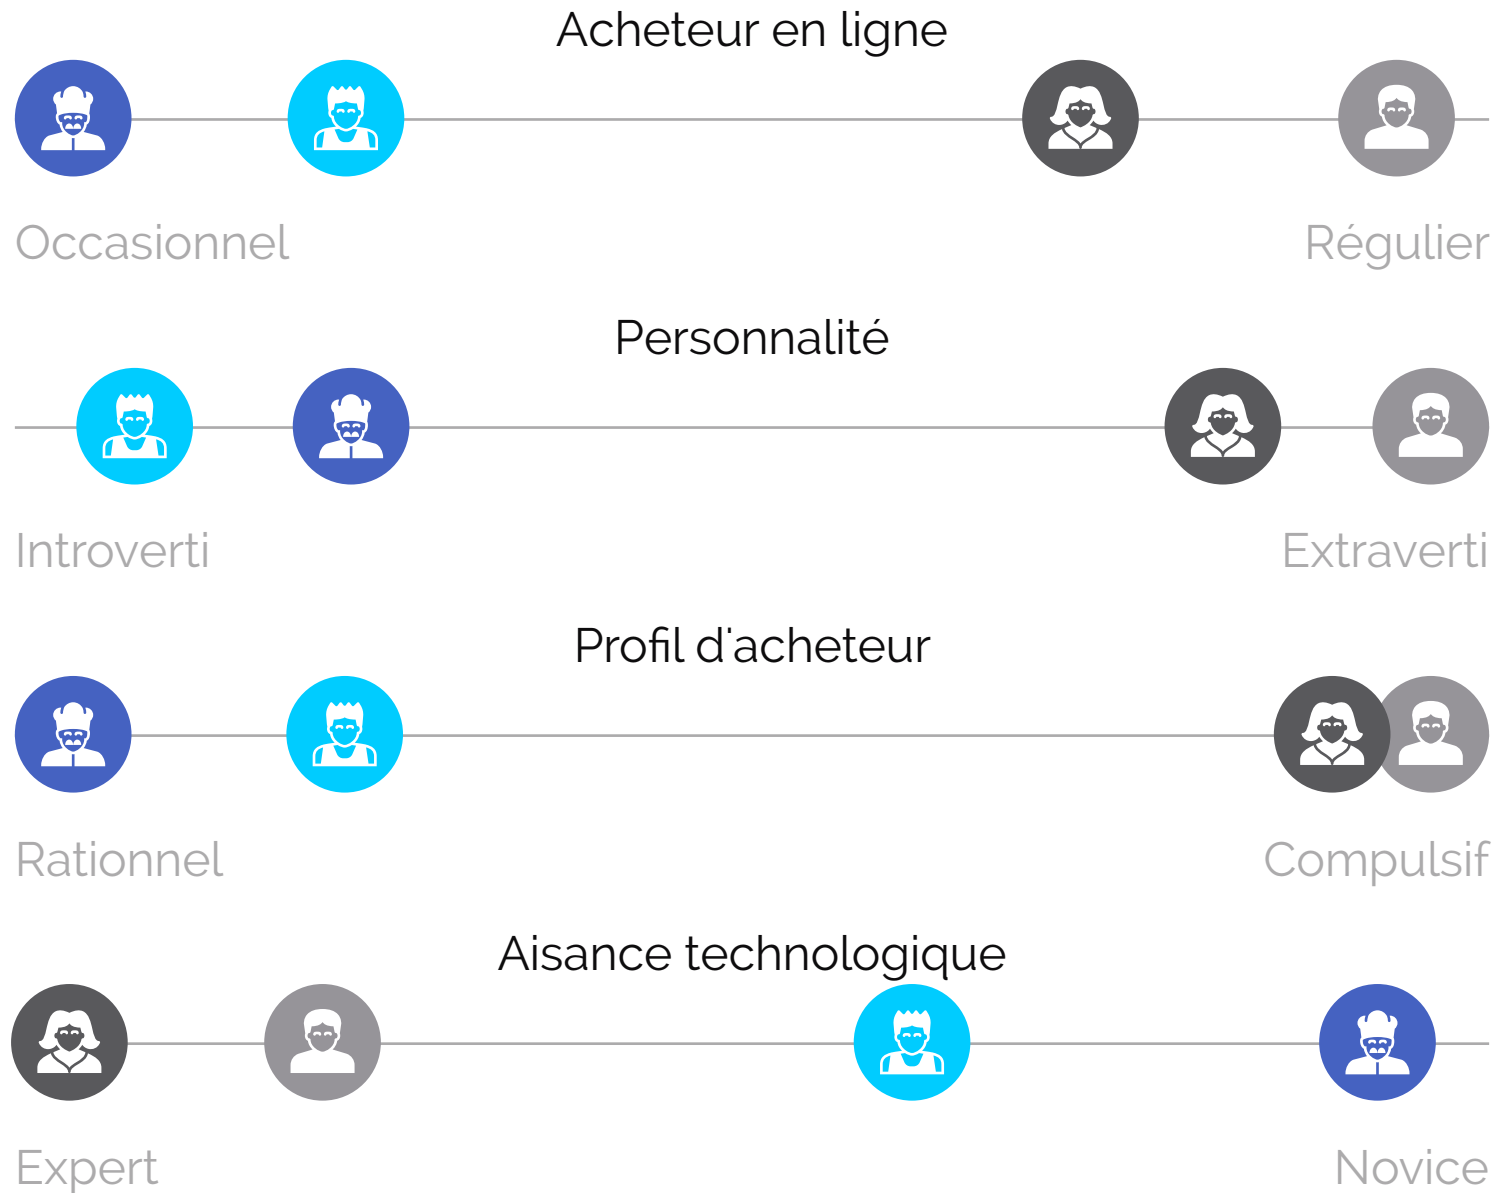 Acheteur en ligne
Occasionnel
Régulier
Personnalité
Introverti
Extraverti
Profil d'acheteur
Rationnel
Compulsif
Aisance technologique
Expert
Novice